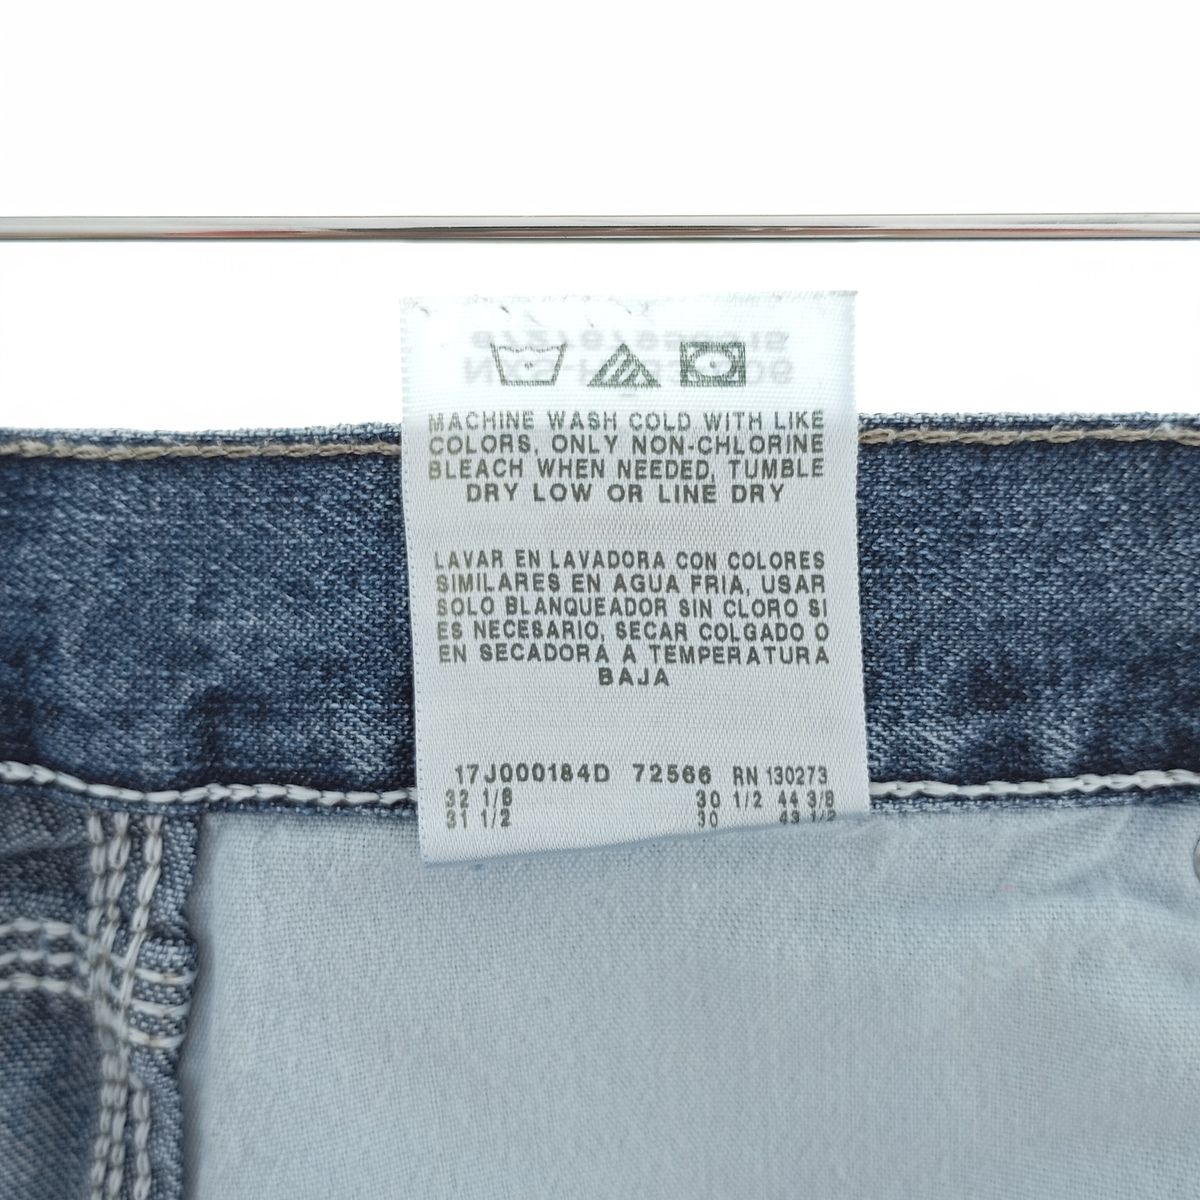 MACHINE WASH COLD WITH LIKE
COLORS, ONLY NON-CHLORINE
BLEACH WHEN NEEDED, TUMBLE
DRY LOW OR LINE DRY
LAVAR EN LAVADORA CON COLORES
SIMILARES EN AGUA FRIA, USAR
SOLO BLANQUEADOR SIN CLORO SI
ES NECESARIO, SECAR COLGADO O
EN SECADORA A TEMPERATURA
BAJA
17J000184D 72566 RN 130273
32 1/8 30 1/2 44 3/8
31 1/2 30 43 1/2